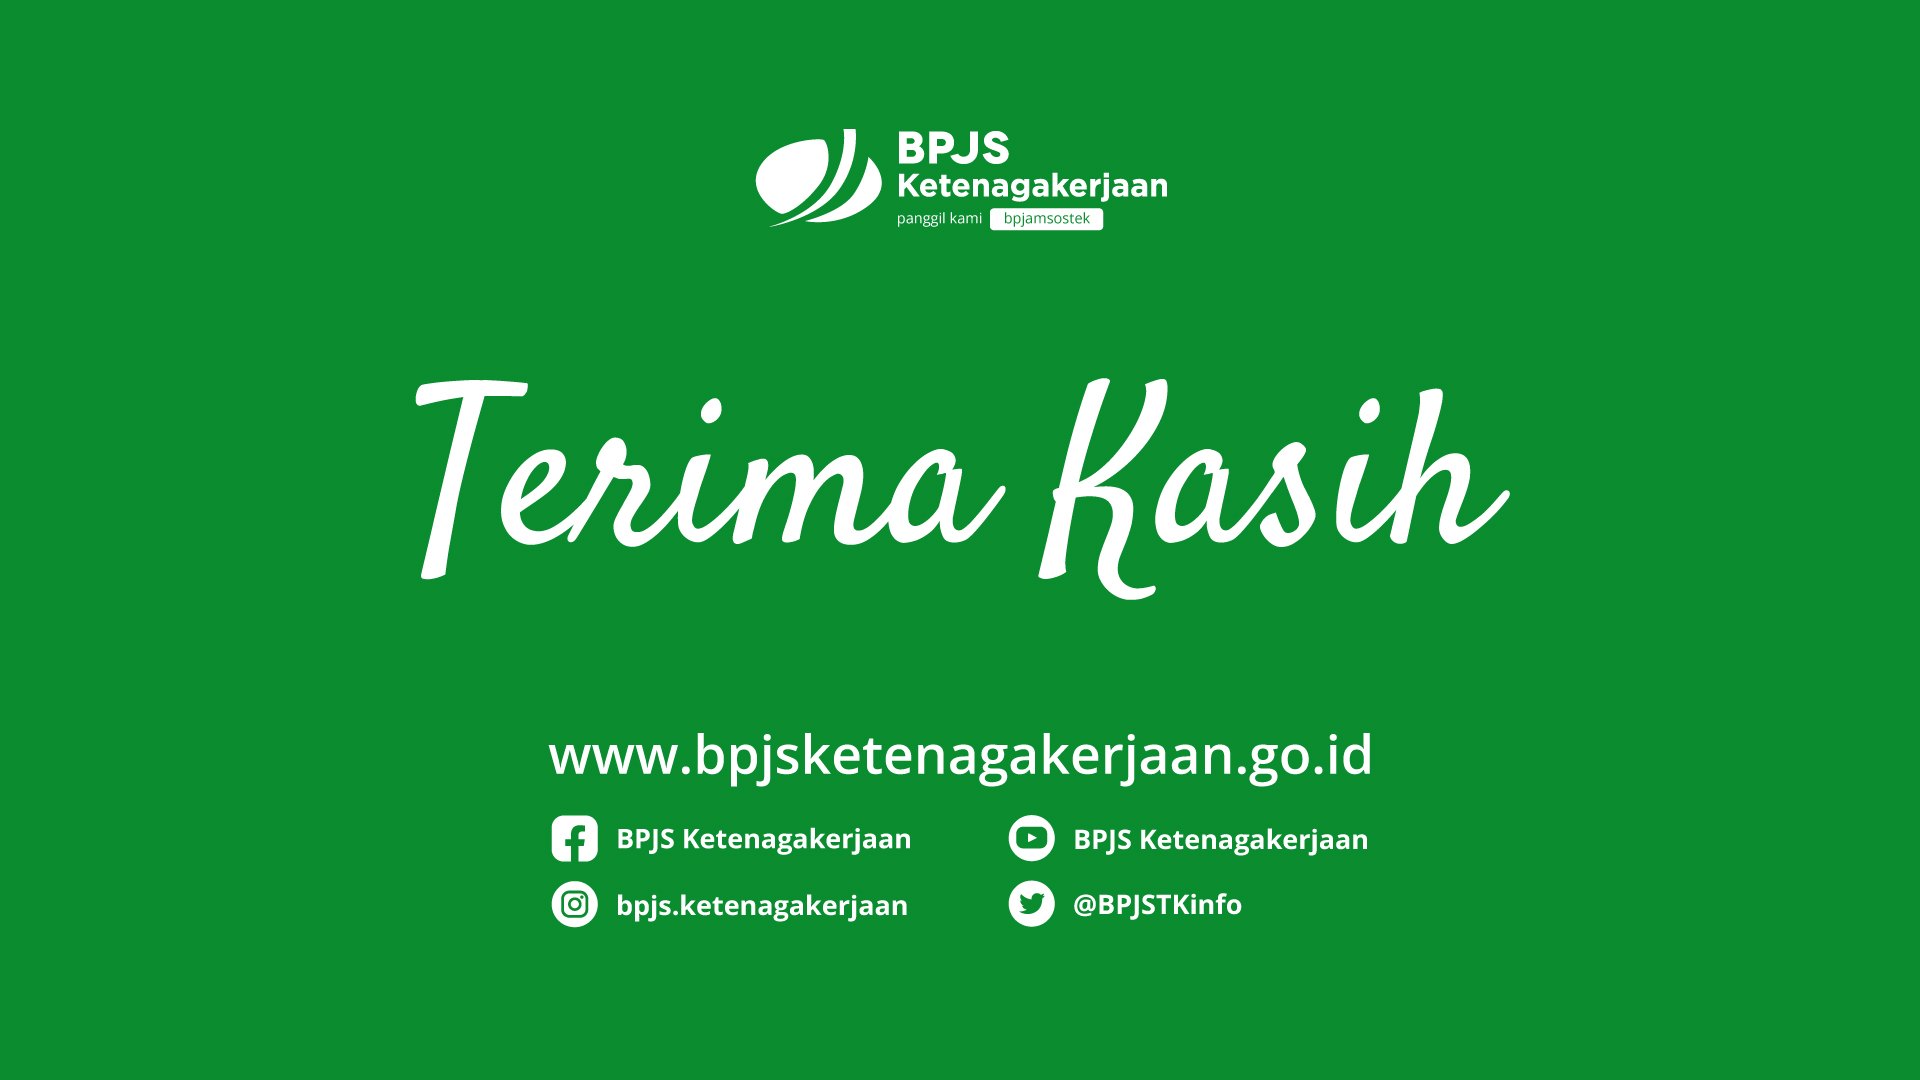 BPJS
Ketenagakerjaan
panggil kami bpjamsostek
Terima Kasih
www.bpjsketenagakerjaan.go.id
BPJS Ketenagakerjaan
BPJS Ketenagakerjaan
bpjs.ketenagakerjaan
@BPJSTKinfo